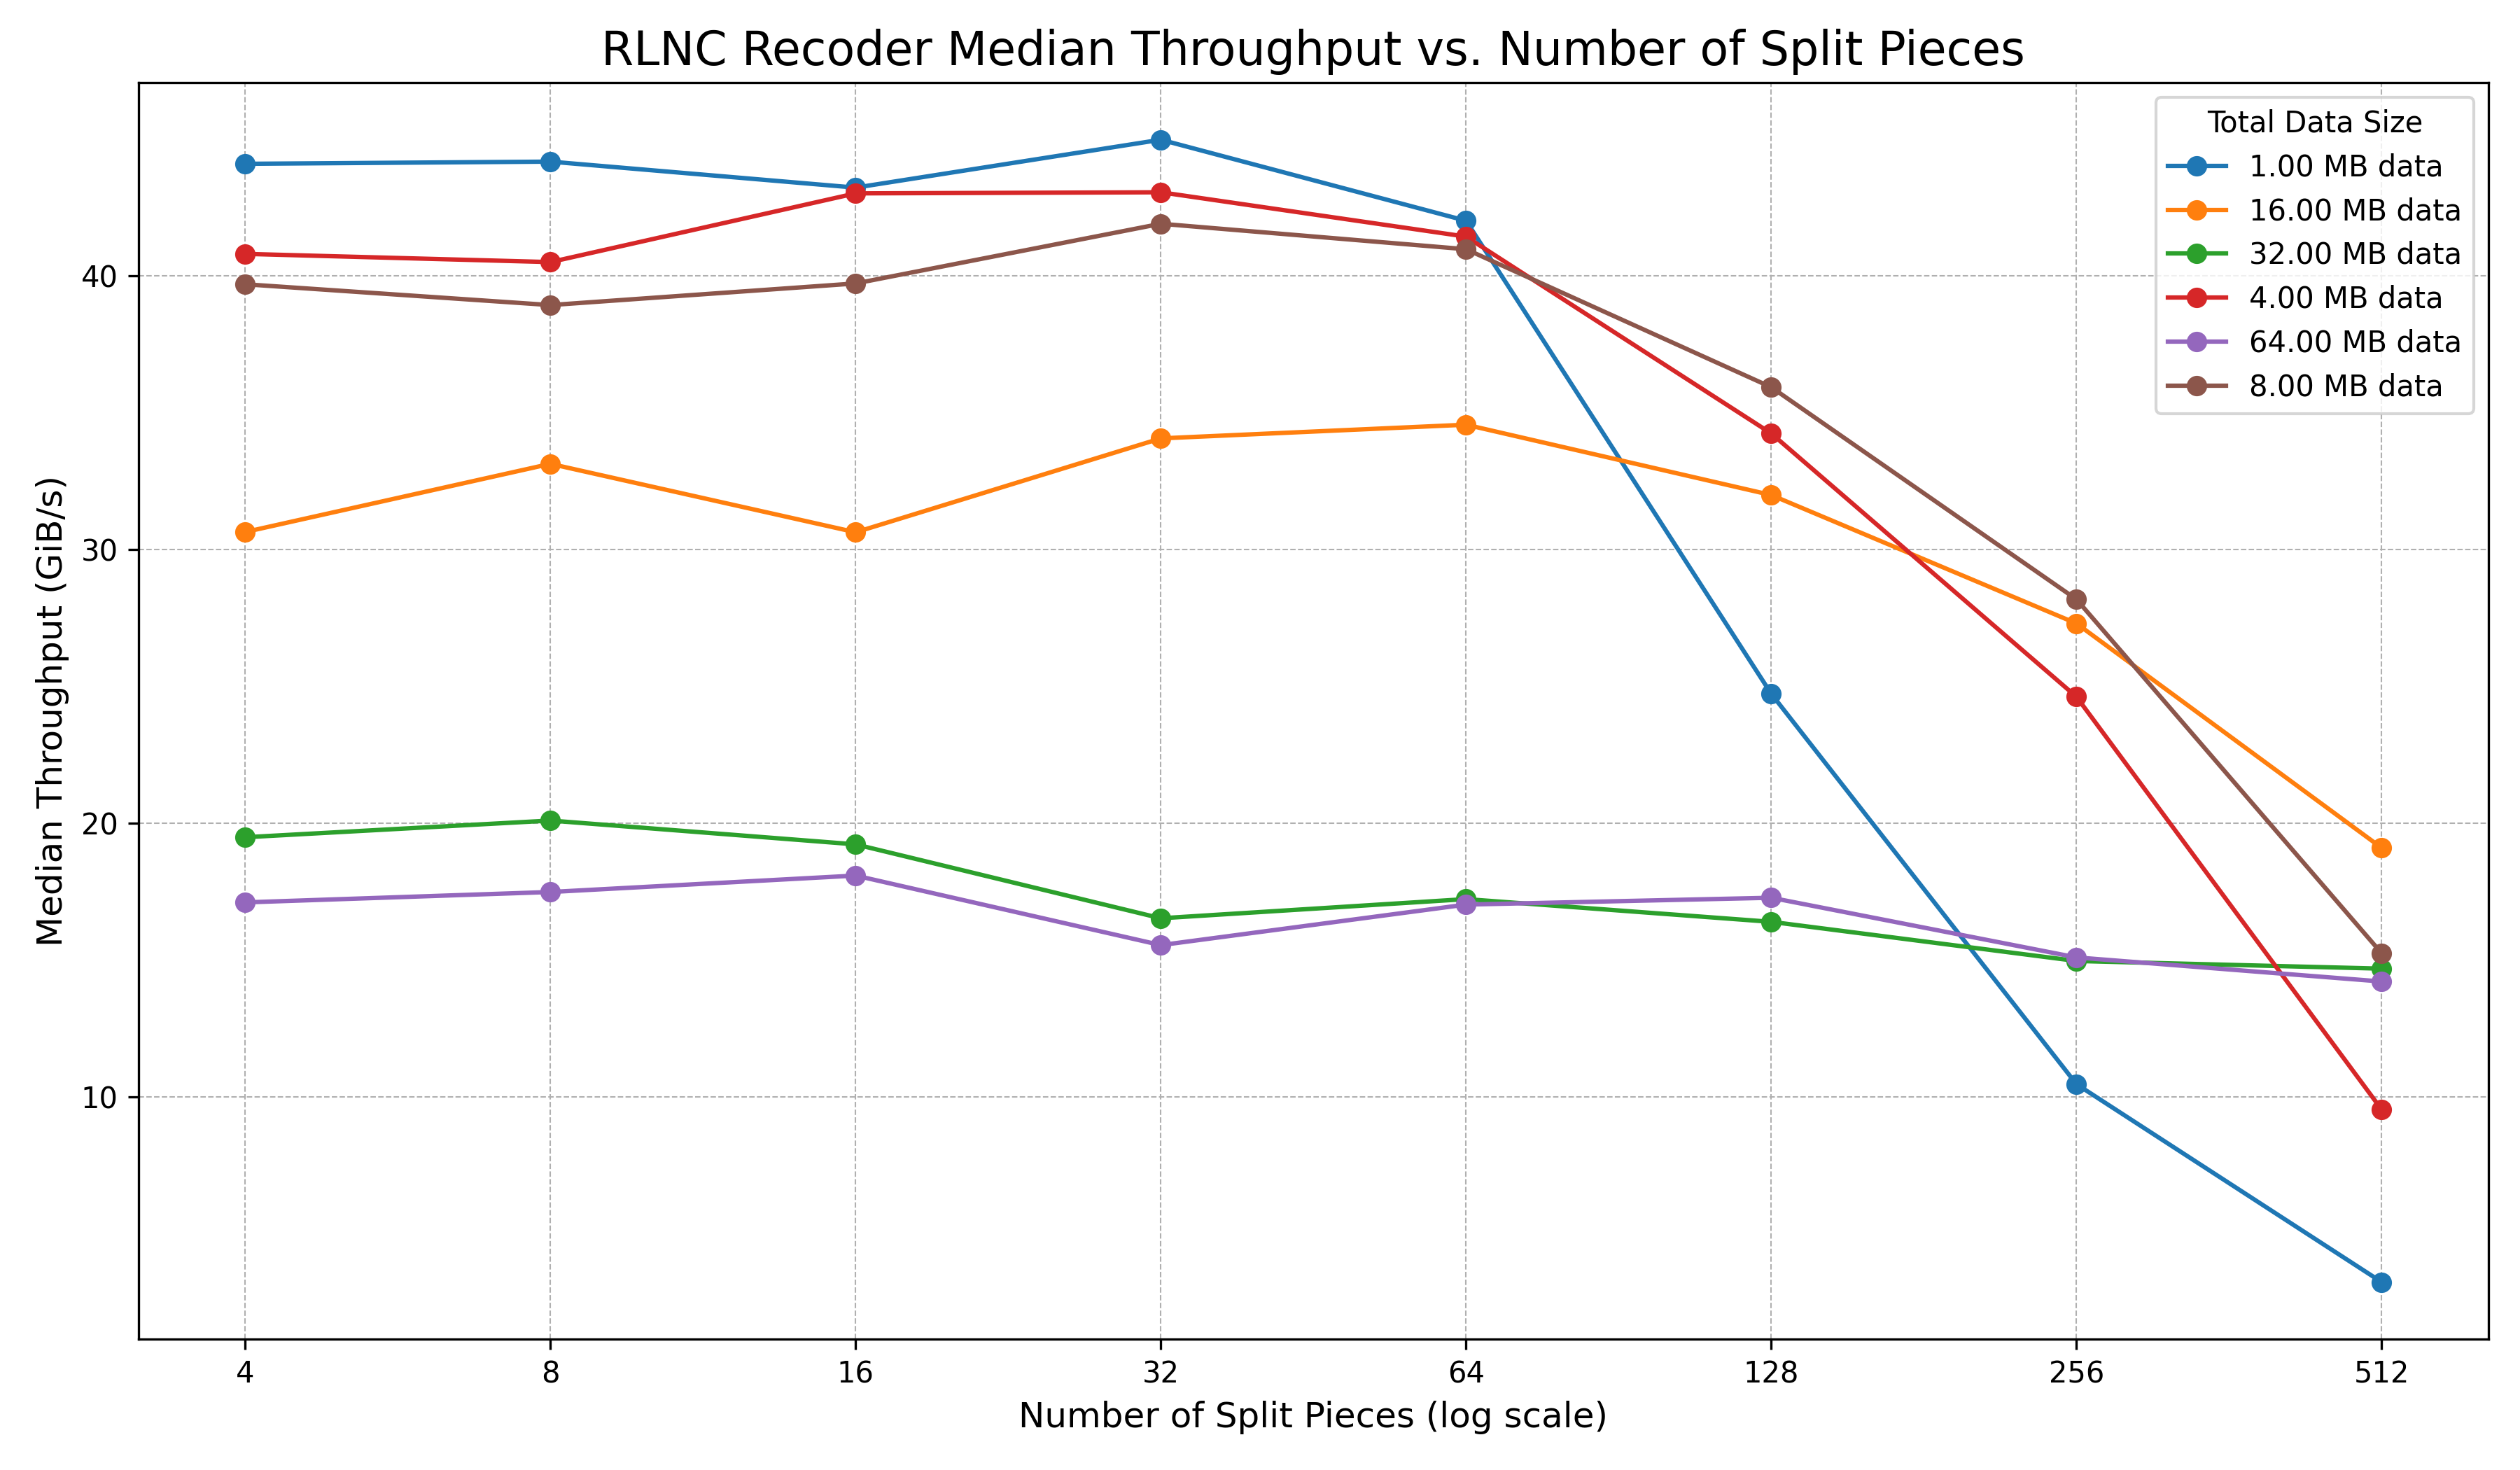 RLNC Recoder Median Throughput vs. Number of Split Pieces
Total Data Size
1.00 MB data
16.00 MB data
32.00 MB data
4.00 MB data
64.00 MB data
8.00 MB data
Median Throughput (GiB/s)
40
30
20
10
4 8 16 32 64 128 256 512
Number of Split Pieces (log scale)